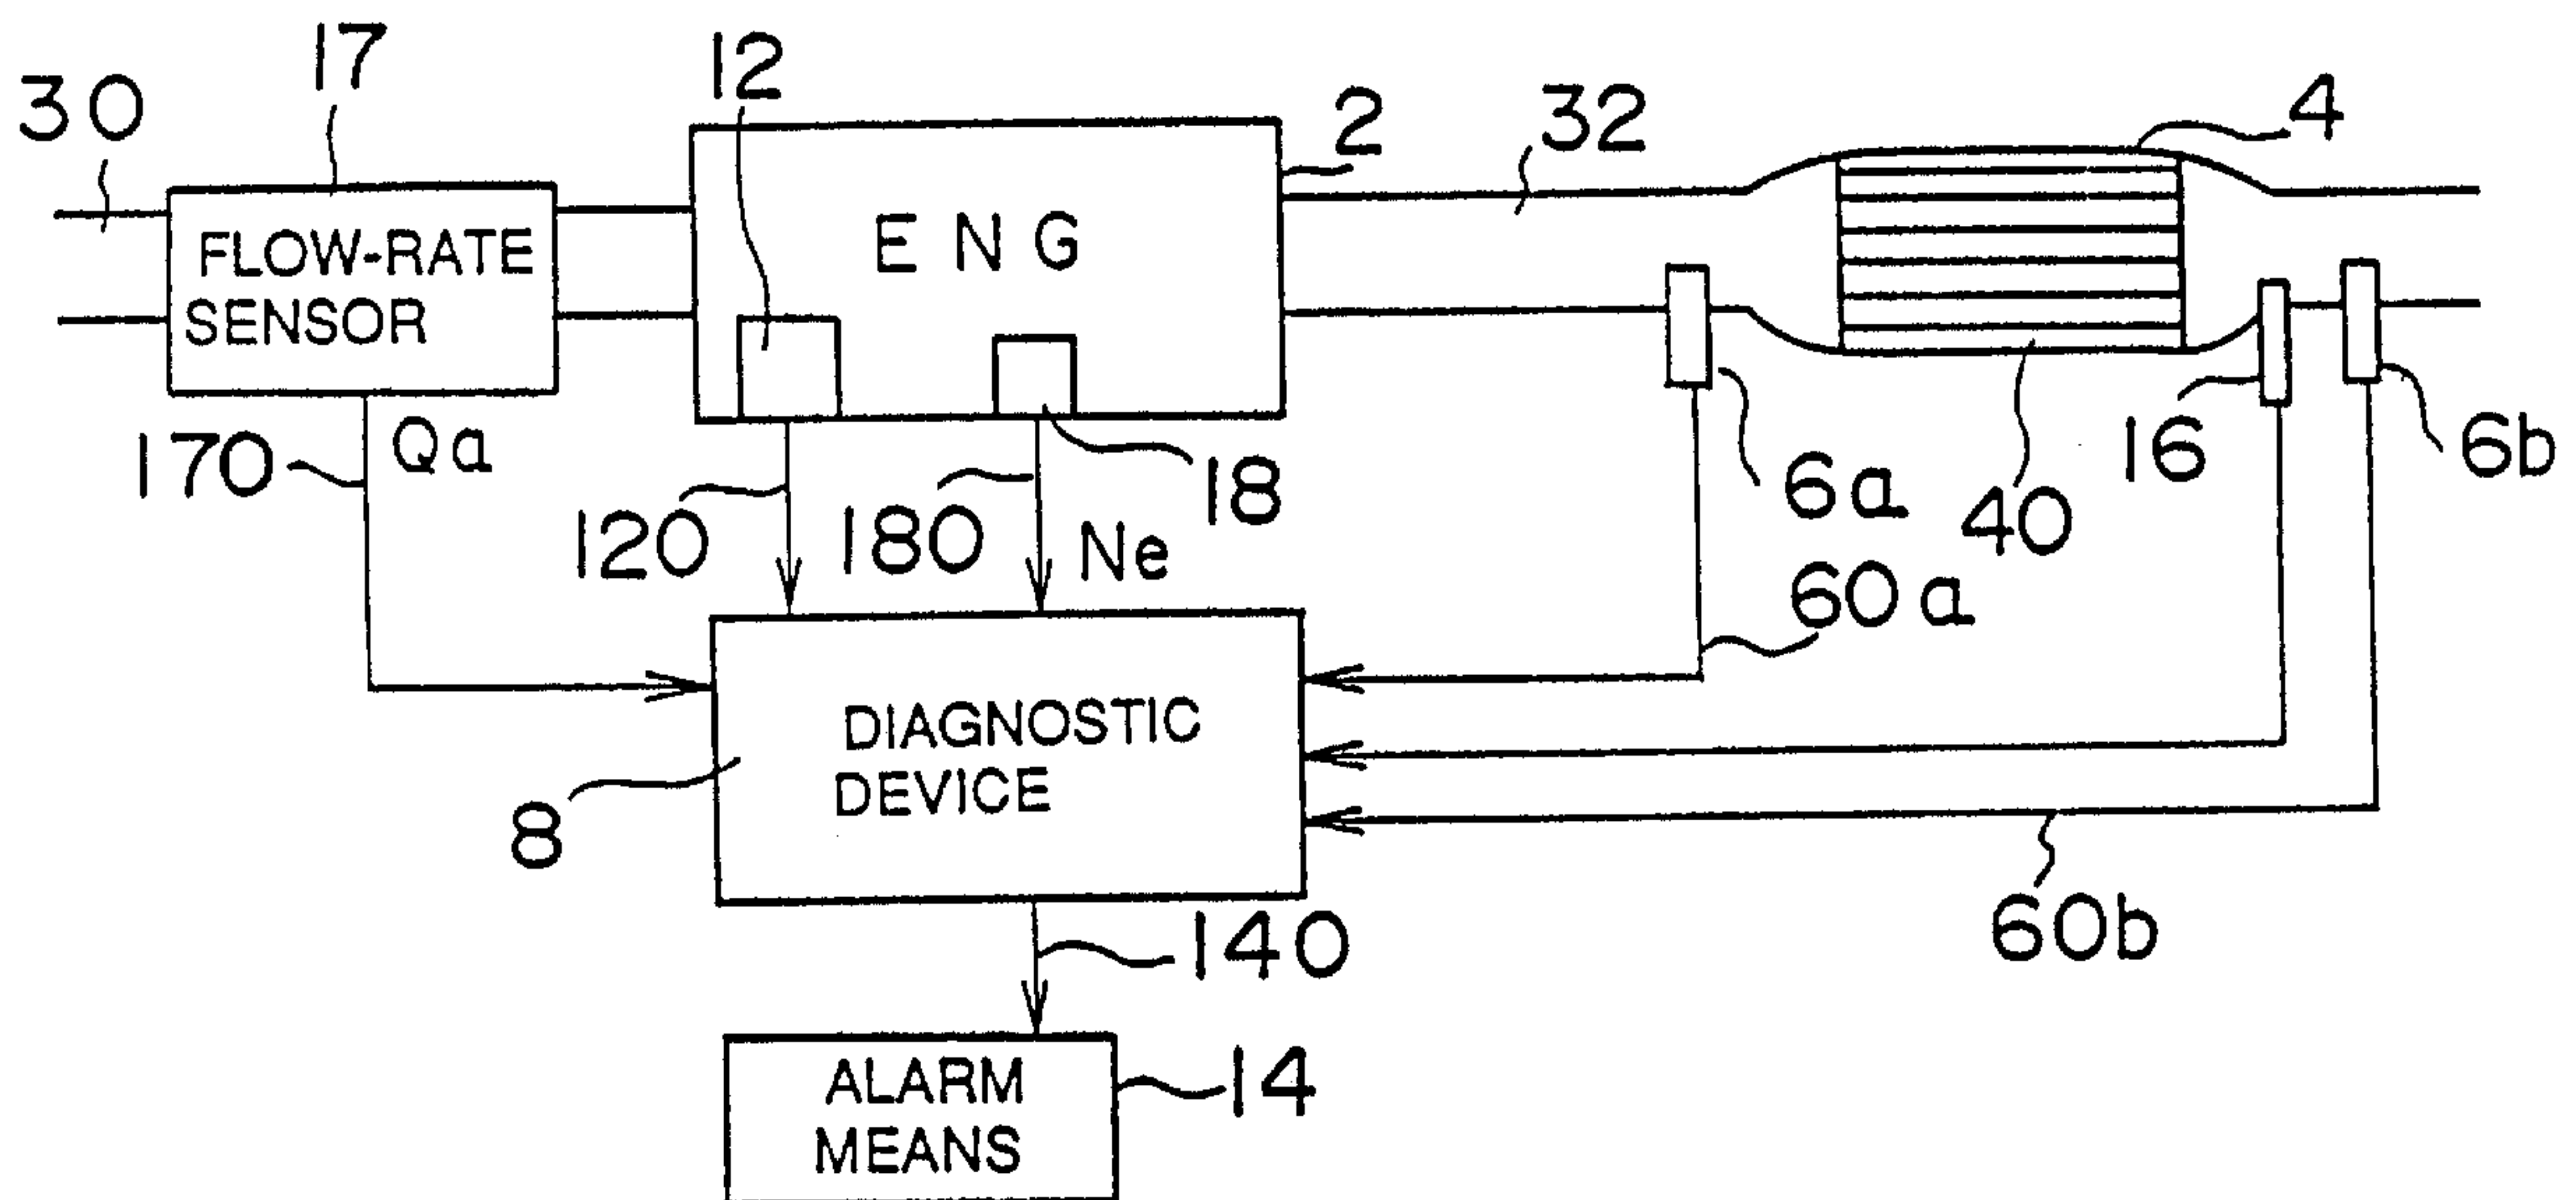 30
17
12
2
32
4
FLOW-RATE
SENSOR
E N G
Qa
170
120
180
Ne
18
6a
60a
40
16
6b
DIAGNOSTIC
DEVICE
8
60b
140
ALARM
MEANS
14